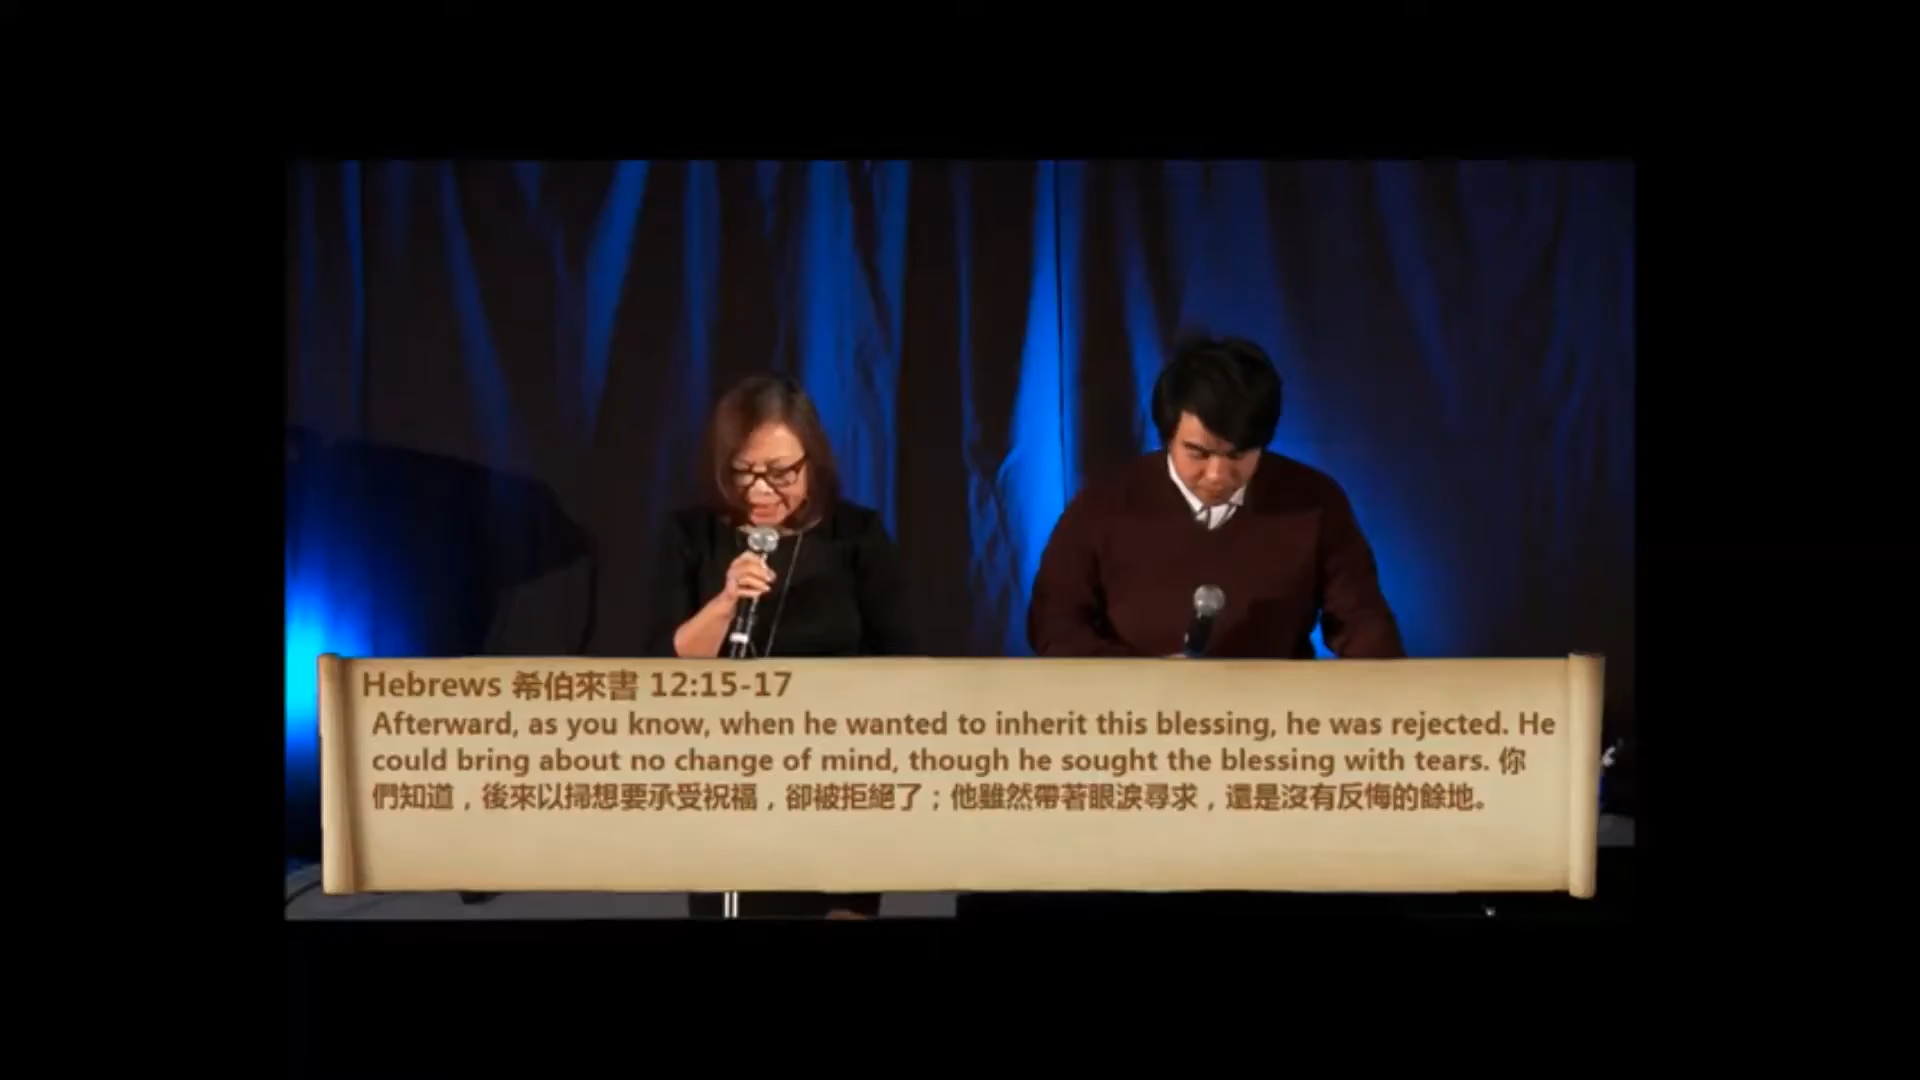 Hebrews 希伯來書 12:15-17
Afterward, as you know, when he wanted to inherit this blessing, he was rejected. He
could bring about no change of mind, though he sought the blessing with tears. 你
們知道，後來以掃想要承受祝福，卻被拒絕了；他雖然帶著眼淚尋求，還是沒有反悔的餘地。